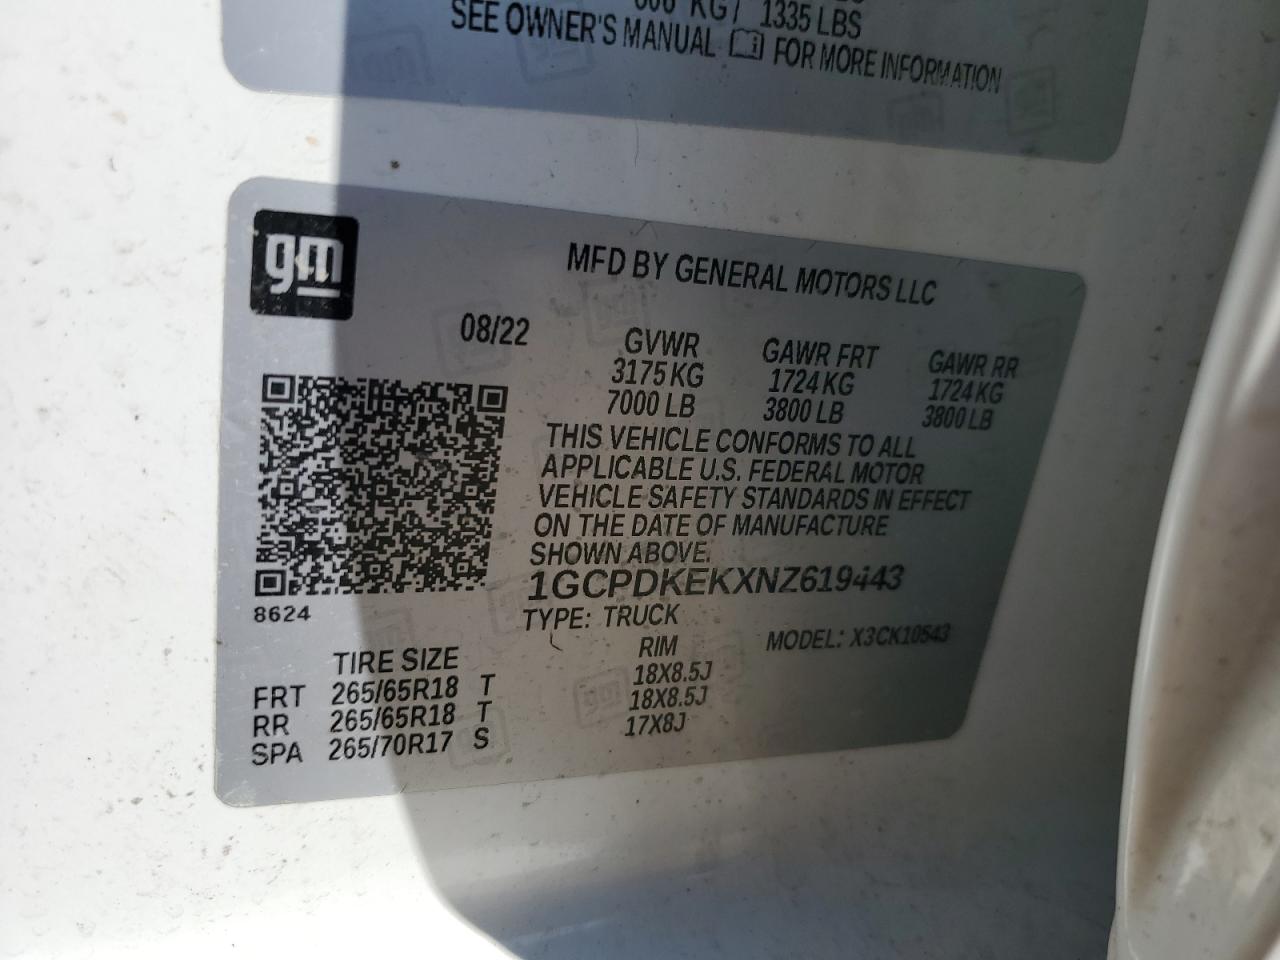 KG / 1335 LBS
SEE OWNER'S MANUAL FOR MORE INFORMATION
gm
MFD BY GENERAL MOTORS LLC
08/22 GVWR GAWR FRT GAWR RR
3175 KG 1724 KG 1724 KG
7000 LB 3800 LB 3800 LB
THIS VEHICLE CONFORMS TO ALL
APPLICABLE U.S. FEDERAL MOTOR
VEHICLE SAFETY STANDARDS IN EFFECT
ON THE DATE OF MANUFACTURE
SHOWN ABOVE.
1GCPDKEKXNZ619443
8624
TYPE: TRUCK
MODEL: X3CK10543
TIRE SIZE RIM
FRT 265/65R18 T 18X8.5J
RR 265/65R18 T 18X8.5J
SPA 265/70R17 S 17X8J